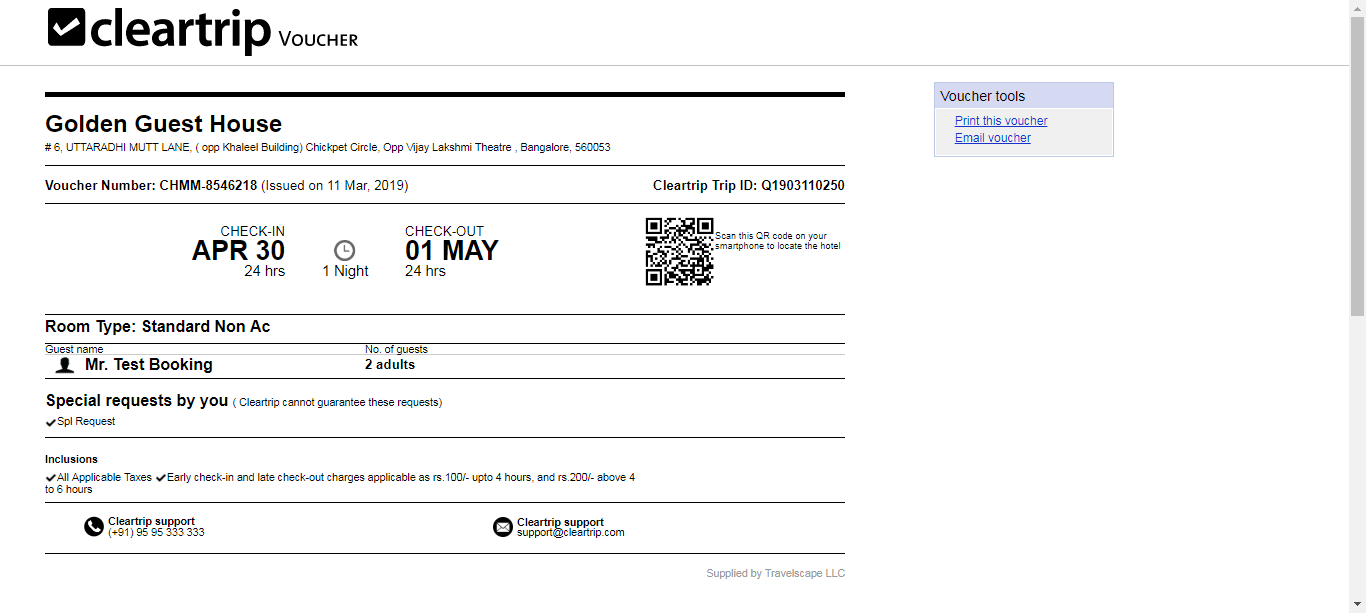 cleartrip VOUCHER
Voucher tools
Print this voucher
Email voucher
Golden Guest House
# 6, UTTARADHI MUTT LANE, ( opp Khaleel Building) Chickpet Circle, Opp Vijay Lakshmi Theatre , Bangalore, 560053
Voucher Number: CHMM-8546218 (Issued on 11 Mar, 2019)
Cleartrip Trip ID: Q1903110250
CHECK-IN
APR 30
24 hrs
1 Night
CHECK-OUT
01 MAY
24 hrs
Scan this QR code on your
smartphone to locate the hotel
Room Type: Standard Non Ac
Guest name
No. of guests
Mr. Test Booking
2 adults
Special requests by you ( Cleartrip cannot guarantee these requests)
Spl Request
Inclusions
All Applicable Taxes Early check-in and late check-out charges applicable as rs.100/- upto 4 hours, and rs.200/- above 4
to 6 hours
Cleartrip support
(+91) 95 95 333 333
Cleartrip support
support@cleartrip.com
Supplied by Travelscape LLC